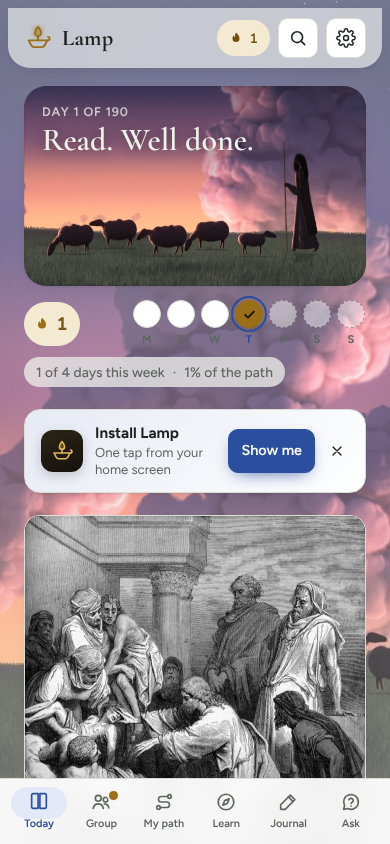 Lamp
1
DAY 1 OF 190
Read. Well done.
1
M T W T F S S
1 of 4 days this week · 1% of the path
Install Lamp
One tap from your
home screen
Show me
Today
Group
My path
Learn
Journal
Ask